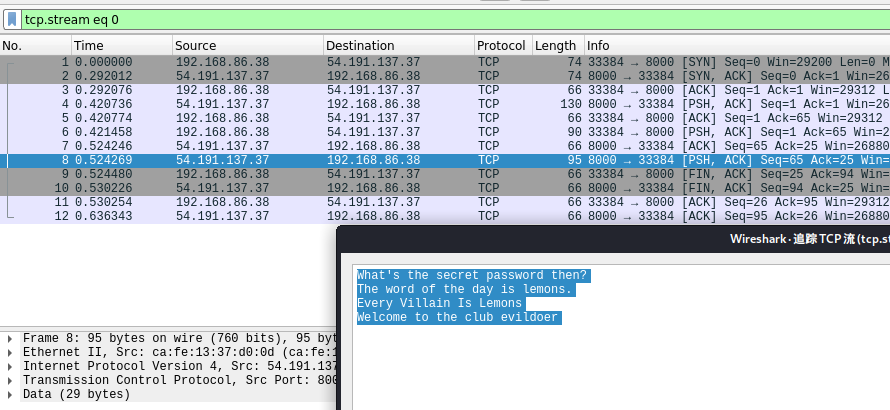 tcp.stream eq 0
No. Time Source Destination Protocol Length Info
1 0.000000 192.168.86.38 54.191.137.37 TCP 74 33384 → 8000 [SYN] Seq=0 Win=29200 Len=0 M
2 0.292012 54.191.137.37 192.168.86.38 TCP 74 8000 → 33384 [SYN, ACK] Seq=0 Ack=1 Win=26
3 0.292076 192.168.86.38 54.191.137.37 TCP 66 33384 → 8000 [ACK] Seq=1 Ack=1 Win=29312 L
4 0.420736 54.191.137.37 192.168.86.38 TCP 130 8000 → 33384 [PSH, ACK] Seq=1 Ack=1 Win=26
5 0.420774 192.168.86.38 54.191.137.37 TCP 66 33384 → 8000 [ACK] Seq=1 Ack=65 Win=29312
6 0.421458 192.168.86.38 54.191.137.37 TCP 90 33384 → 8000 [PSH, ACK] Seq=1 Ack=65 Win=2
7 0.524246 54.191.137.37 192.168.86.38 TCP 66 8000 → 33384 [ACK] Seq=65 Ack=25 Win=26880
8 0.524269 54.191.137.37 192.168.86.38 TCP 95 8000 → 33384 [PSH, ACK] Seq=65 Ack=25 Win=
9 0.524480 192.168.86.38 54.191.137.37 TCP 66 33384 → 8000 [FIN, ACK] Seq=25 Ack=94 Win=
10 0.530226 54.191.137.37 192.168.86.38 TCP 66 8000 → 33384 [FIN, ACK] Seq=94 Ack=25 Win=
11 0.530254 192.168.86.38 54.191.137.37 TCP 66 33384 → 8000 [ACK] Seq=26 Ack=95 Win=29312
12 0.636343 54.191.137.37 192.168.86.38 TCP 66 8000 → 33384 [ACK] Seq=95 Ack=26 Win=26880
Wireshark · 追踪 TCP 流 (tcp.st
What's the secret password then?
The word of the day is lemons.
Every Villain Is Lemons
Welcome to the club evildoer
Frame 8: 95 bytes on wire (760 bits), 95 byt
Ethernet II, Src: ca:fe:13:37:d0:0d (ca:fe:1
Internet Protocol Version 4, Src: 54.191.137
Transmission Control Protocol, Src Port: 800
Data (29 bytes)